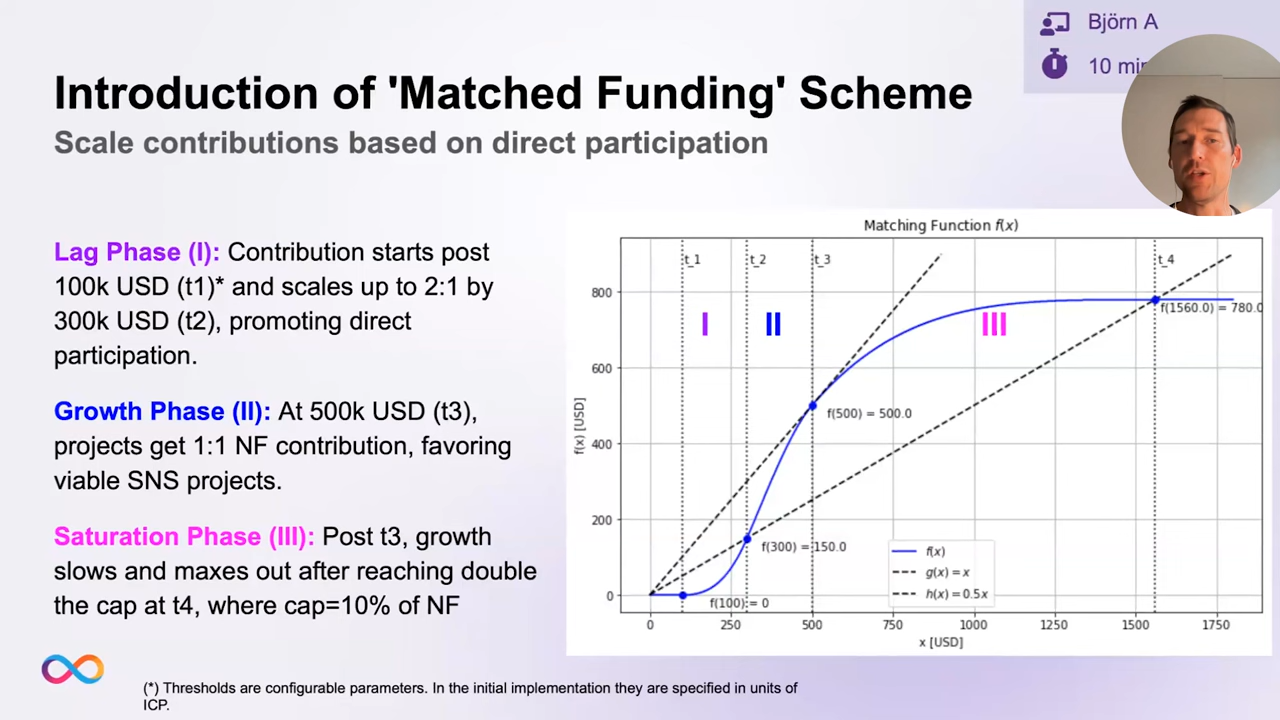 Björn A
10 min
Introduction of 'Matched Funding' Scheme
Scale contributions based on direct participation
Lag Phase (I): Contribution starts post
100k USD (t1)* and scales up to 2:1 by
300k USD (t2), promoting direct
participation.
Growth Phase (II): At 500k USD (t3),
projects get 1:1 NF contribution, favoring
viable SNS projects.
Saturation Phase (III): Post t3, growth
slows and maxes out after reaching double
the cap at t4, where cap=10% of NF
Matching Function f(x)
t_1
t_2
t_3
t_4
I
II
III
f(1560.0) = 780.0
f(500) = 500.0
f(300) = 150.0
f(100) = 0
f(x)
g(x) = x
h(x) = 0.5x
f(x) [USD]
800
600
400
200
0
0 250 500 750 1000 1250 1500 1750
x [USD]
(*) Thresholds are configurable parameters. In the initial implementation they are specified in units of
ICP.